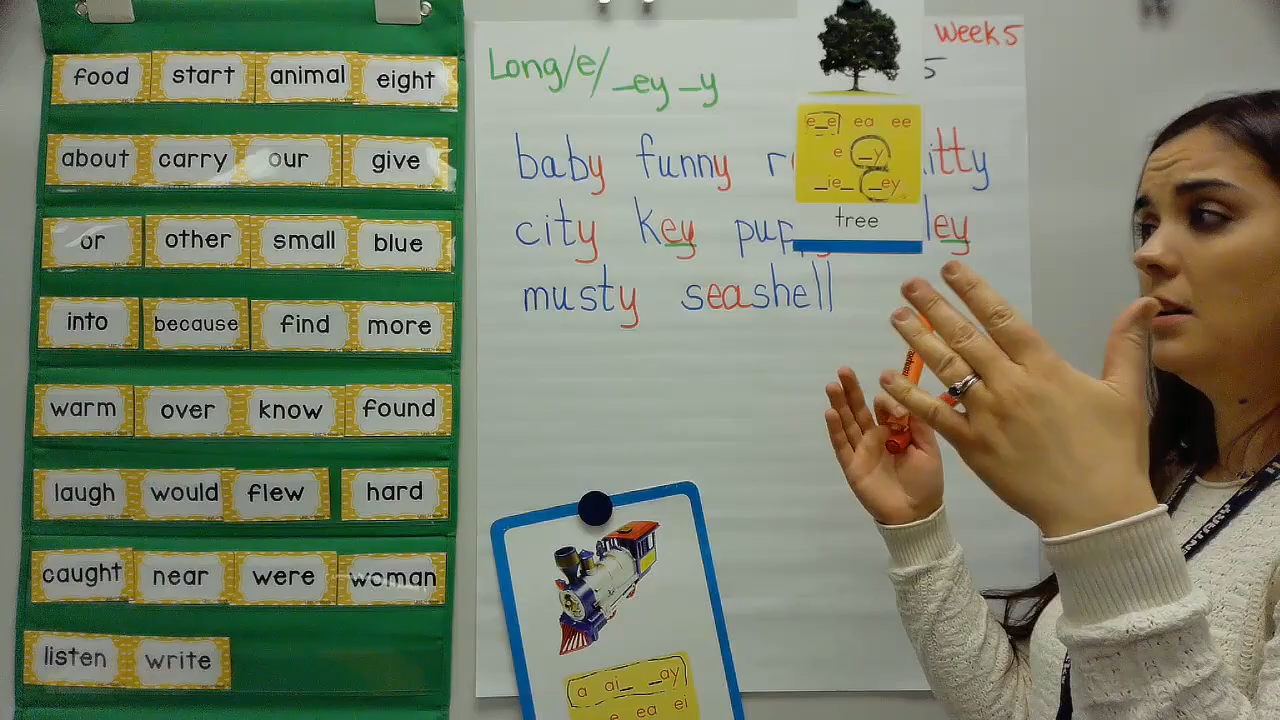 food start animal eight
about carry our give
or other small blue
into because find more
warm over know found
laugh would flew hard
caught near were woman
listen write
Week 5
5
Long/e/ _ey _y
baby funny
city key
musty seashell
e_e ea ee
e _y
_ie_ _ey
tree
a ai_ _ay
e ea ei